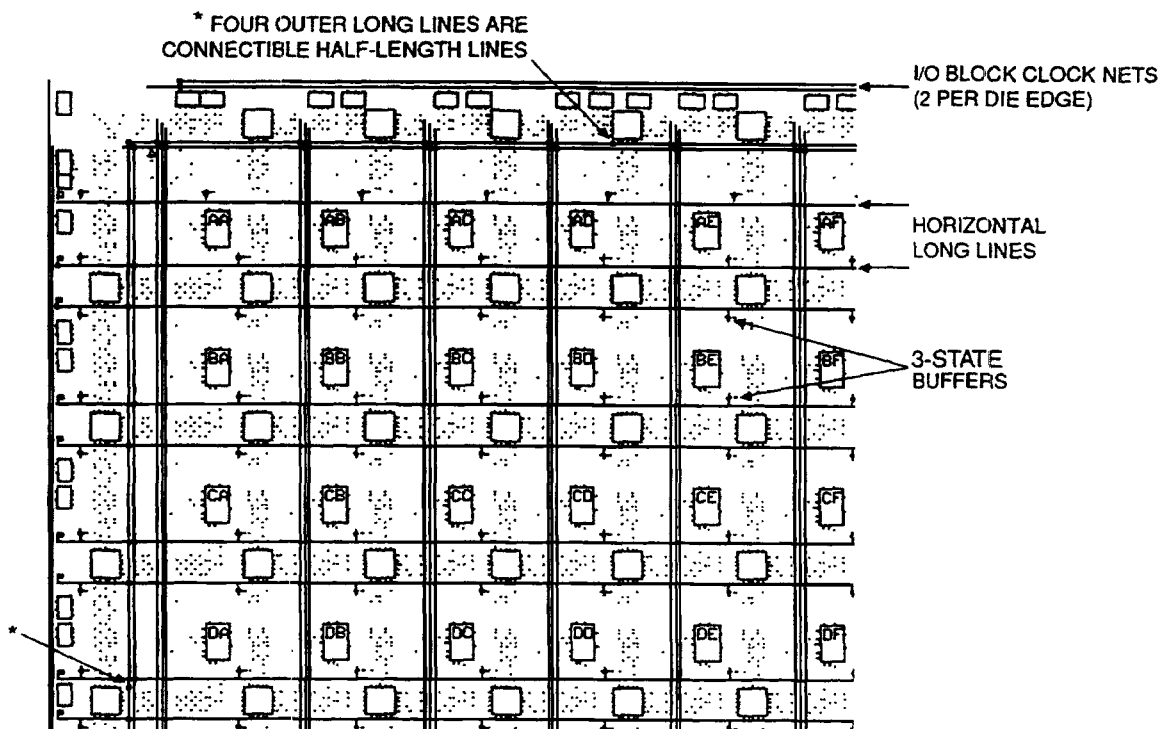 * FOUR OUTER LONG LINES ARE
CONNECTIBLE HALF-LENGTH LINES
I/O BLOCK CLOCK NETS
(2 PER DIE EDGE)
HORIZONTAL
LONG LINES
AA AB AC AD AE AF
3-STATE
BUFFERS
BA BB BC BD BE BF
CA CB CC CD CE CF
*
DA DB DC DD DE DF